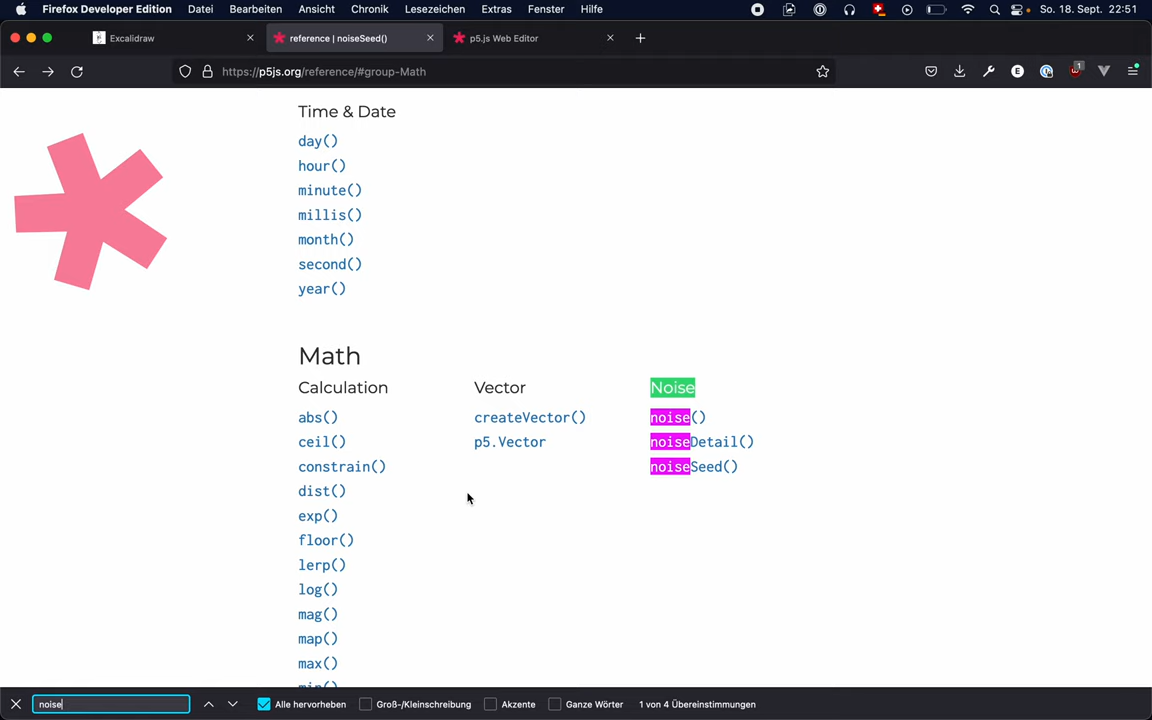 Firefox Developer Edition Datei Bearbeiten Ansicht Chronik Lesezeichen Extras Fenster Hilfe 1 So. 18. Sept. 22:51
Excalidraw reference | noiseSeed() p5.js Web Editor
https://p5js.org/reference/#group-Math E 1
Time & Date
day()
hour()
minute()
millis()
month()
second()
year()
Math
Calculation Vector Noise
abs() createVector() noise()
ceil() p5.Vector noiseDetail()
constrain() noiseSeed()
dist()
exp()
floor()
lerp()
log()
mag()
map()
max()
min()
noise Alle hervorheben Groß-/Kleinschreibung Akzente Ganze Wörter 1 von 4 Übereinstimmungen